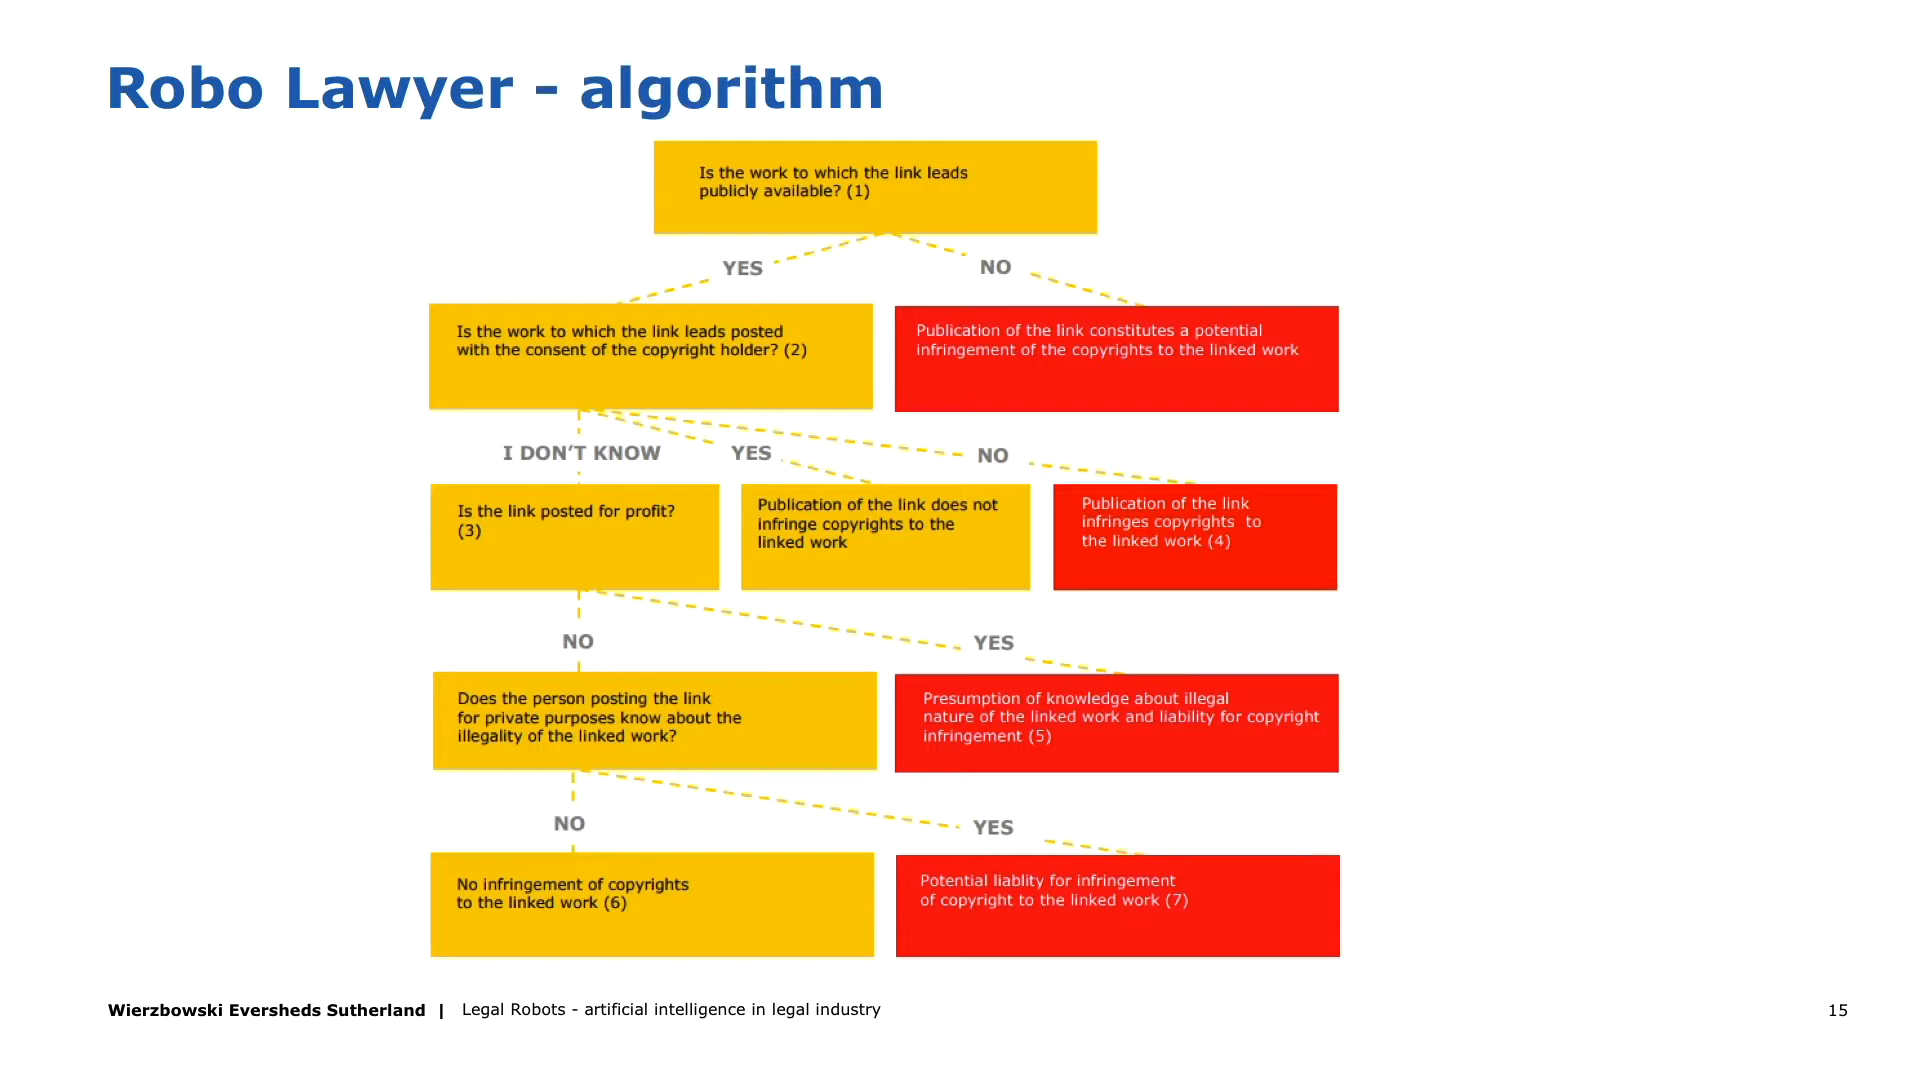 Robo Lawyer - algorithm
Is the work to which the link leads
publicly available? (1)
YES
NO
Is the work to which the link leads posted
with the consent of the copyright holder? (2)
Publication of the link constitutes a potential
infringement of the copyrights to the linked work
I DON'T KNOW
YES
NO
Is the link posted for profit?
(3)
Publication of the link does not
infringe copyrights to the
linked work
Publication of the link
infringes copyrights to
the linked work (4)
NO
YES
Does the person posting the link
for private purposes know about the
illegality of the linked work?
Presumption of knowledge about illegal
nature of the linked work and liability for copyright
infringement (5)
NO
YES
No infringement of copyrights
to the linked work (6)
Potential liablity for infringement
of copyright to the linked work (7)
Wierzbowski Eversheds Sutherland | Legal Robots - artificial intelligence in legal industry
15